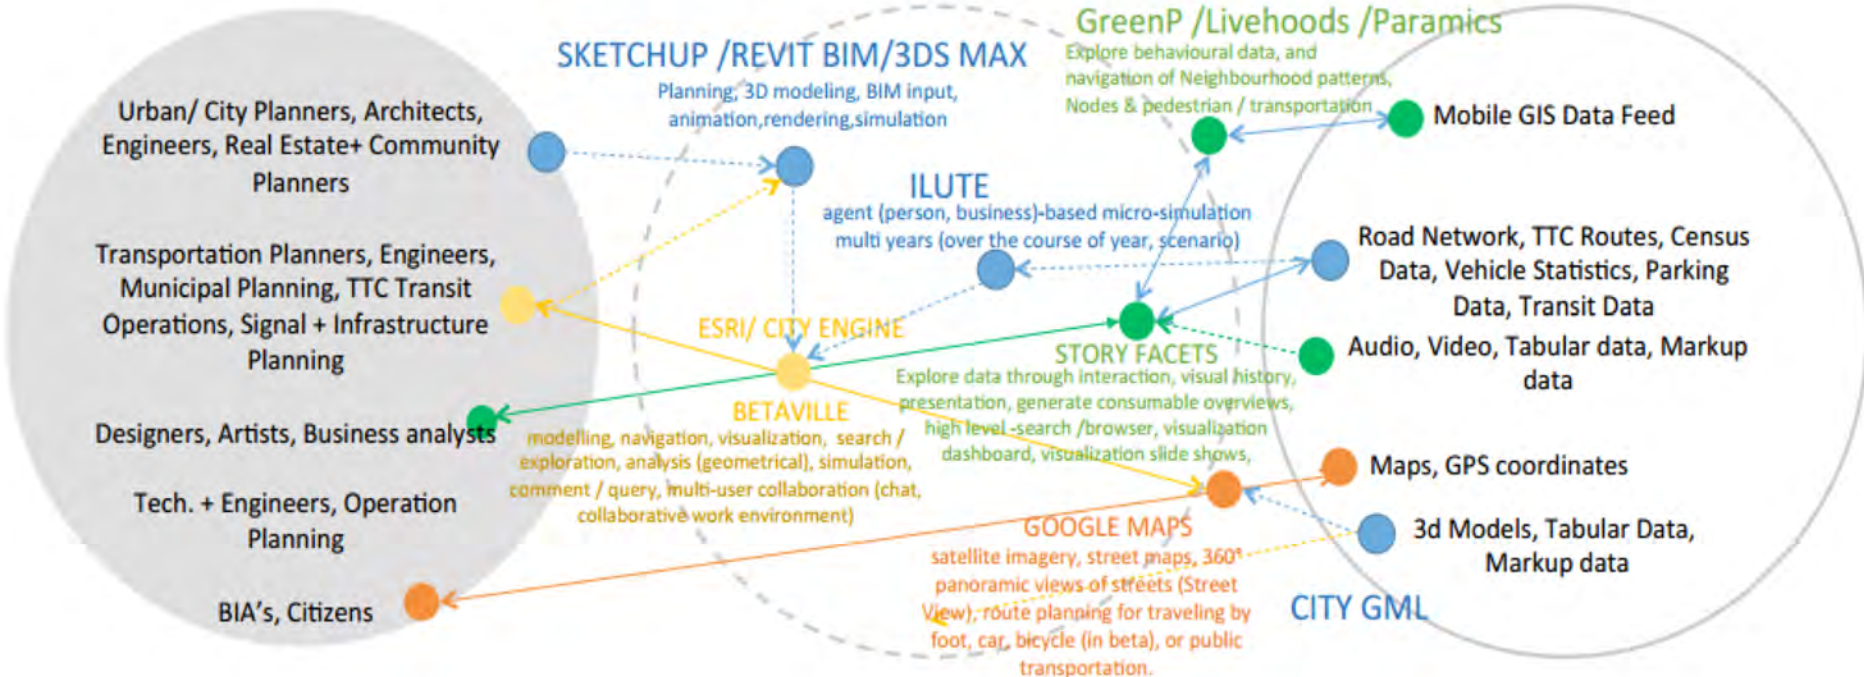 Urban/ City Planners, Architects,
Engineers, Real Estate+ Community
Planners
Transportation Planners, Engineers,
Municipal Planning, TTC Transit
Operations, Signal + Infrastructure
Planning
Designers, Artists, Business analysts
Tech. + Engineers, Operation
Planning
BIA's, Citizens
SKETCHUP /REVIT BIM/3DS MAX
Planning, 3D modeling, BIM input,
animation,rendering,simulation
ILUTE
agent (person, business)-based micro-simulation
multi years (over the course of year, scenario)
ESRI/ CITY ENGINE
BETAVILLE
modelling, navigation, visualization, search /
exploration, analysis (geometrical), simulation,
comment / query, multi-user collaboration (chat,
collaborative work environment)
GreenP /Livehoods /Paramics
Explore behavioural data, and
navigation of Neighbourhood patterns,
Nodes & pedestrian / transportation
STORY FACETS
Explore data through interaction, visual history,
presentation, generate consumable overviews,
high level -search /browser, visualization
dashboard, visualization slide shows,
GOOGLE MAPS
satellite imagery, street maps, 360°
panoramic views of streets (Street
View), route planning for traveling by
foot, car, bicycle (in beta), or public
transportation.
Mobile GIS Data Feed
Road Network, TTC Routes, Census
Data, Vehicle Statistics, Parking
Data, Transit Data
Audio, Video, Tabular data, Markup
data
Maps, GPS coordinates
3d Models, Tabular Data,
Markup data
CITY GML